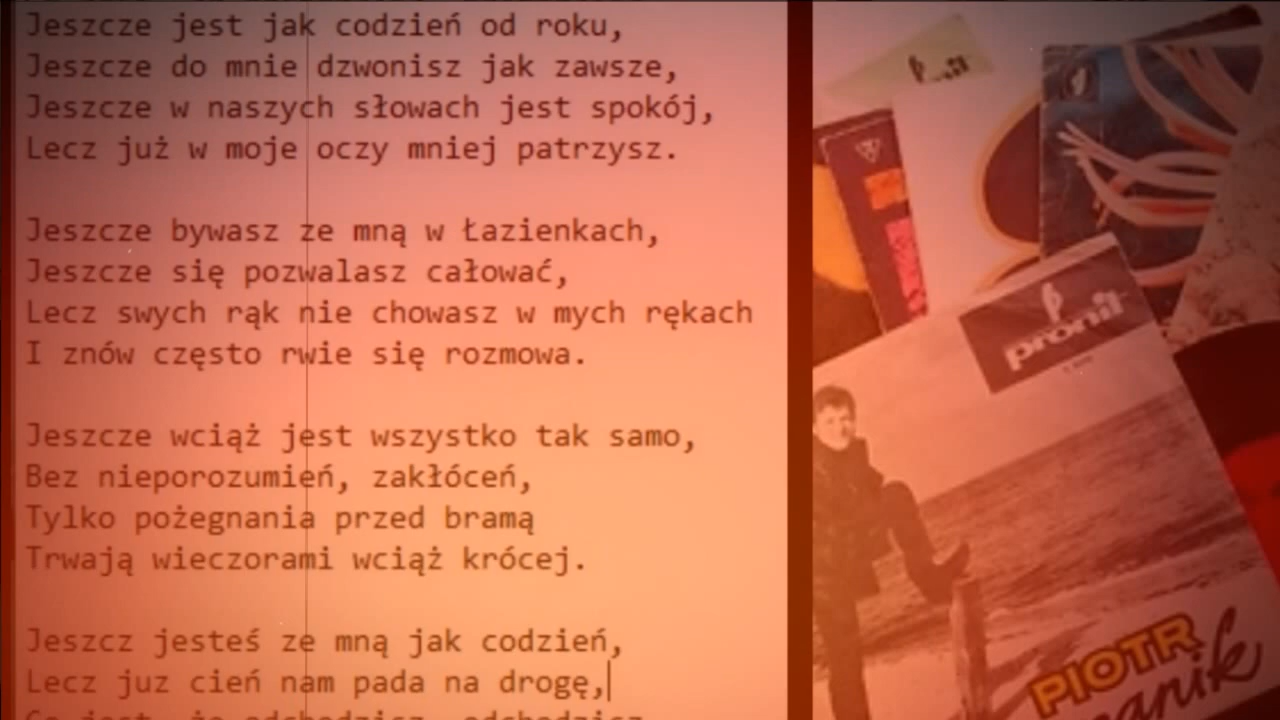 Jeszcze jest jak codzień od roku,
Jeszcze do mnie dzwonisz jak zawsze,
Jeszcze w naszych słowach jest spokój,
Lecz już w moje oczy mniej patrzysz.
Jeszcze bywasz ze mną w Łazienkach,
Jeszcze się pozwalasz całować,
Lecz swych rąk nie chowasz w mych rękach
I znów często rwie się rozmowa.
Jeszcze wciąż jest wszystko tak samo,
Bez nieporozumień, zakłóceń,
Tylko pożegnania przed bramą
Trwają wieczorami wciąż krócej.
Jeszcz jesteś ze mną jak codzień,
Lecz juz cień nam pada na drogę,
pronit
PIOTR